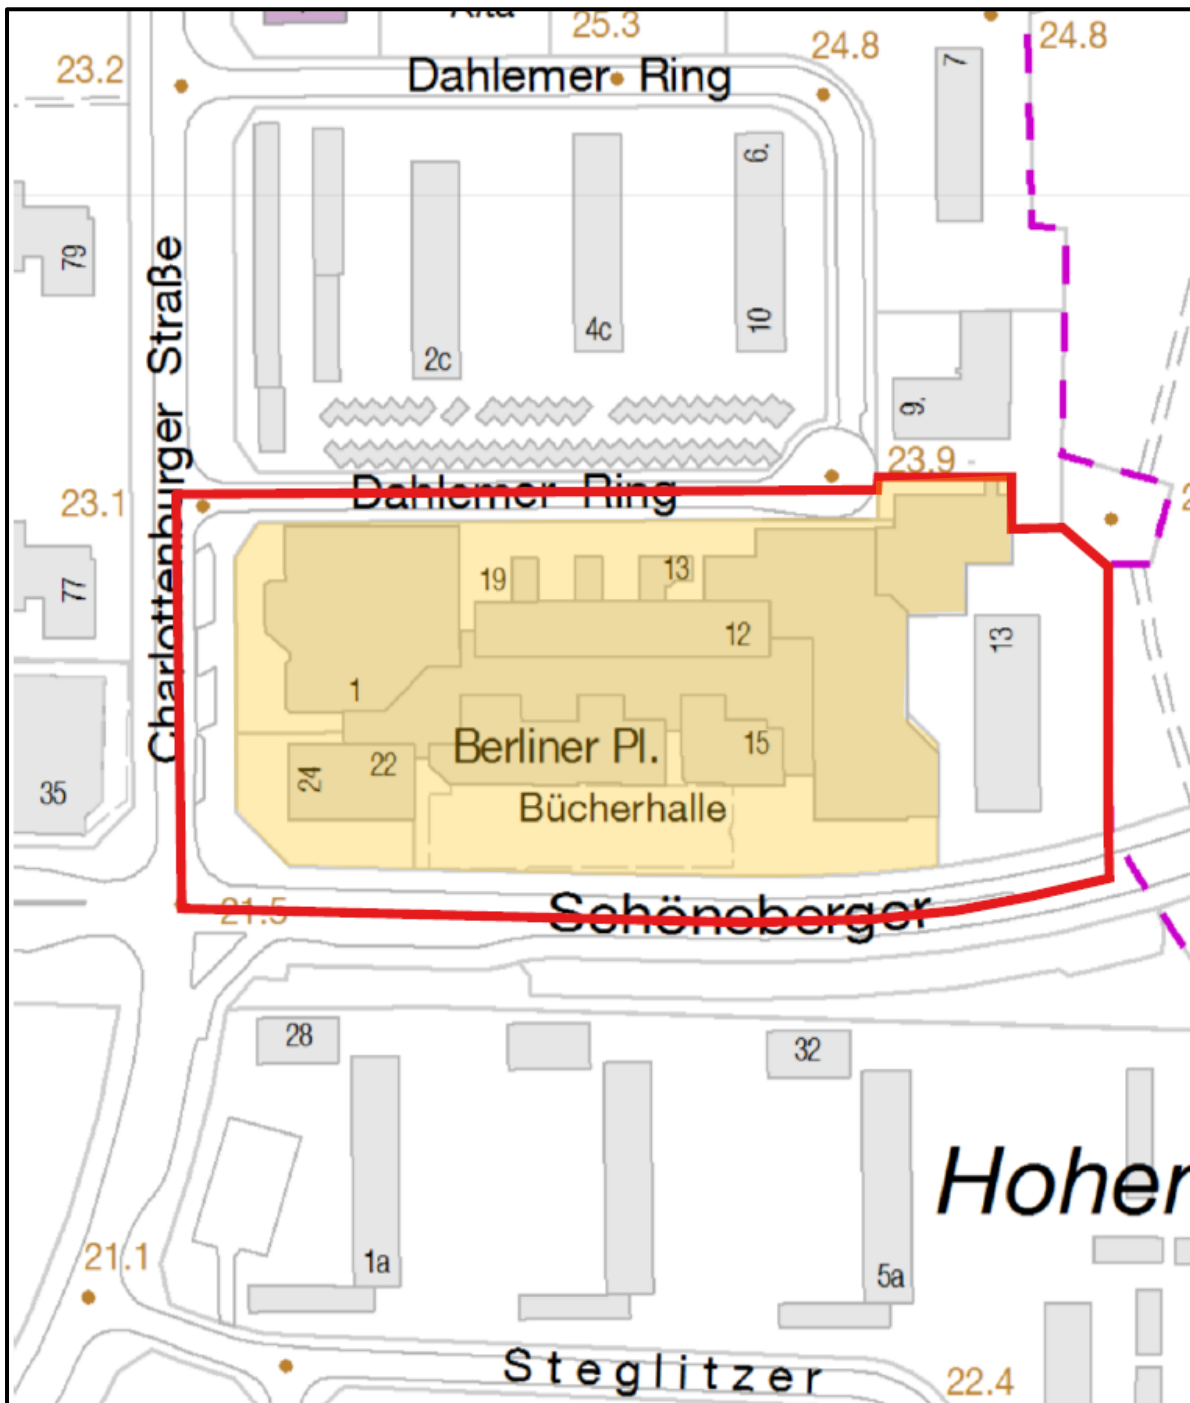 25.3
24.8
24.8
23.2
Dahlemer Ring
7
6.
79
Charlottenburger Straße
10
4c
2c
9.
23.9
23.1
Dahlemer Ring
19
13
77
12
13
1
Berliner Pl.
15
22
24
35
Bücherhalle
21.5
Schöneberger
28
32
Hoher
21.1
1a
5a
Steglitzer
22.4